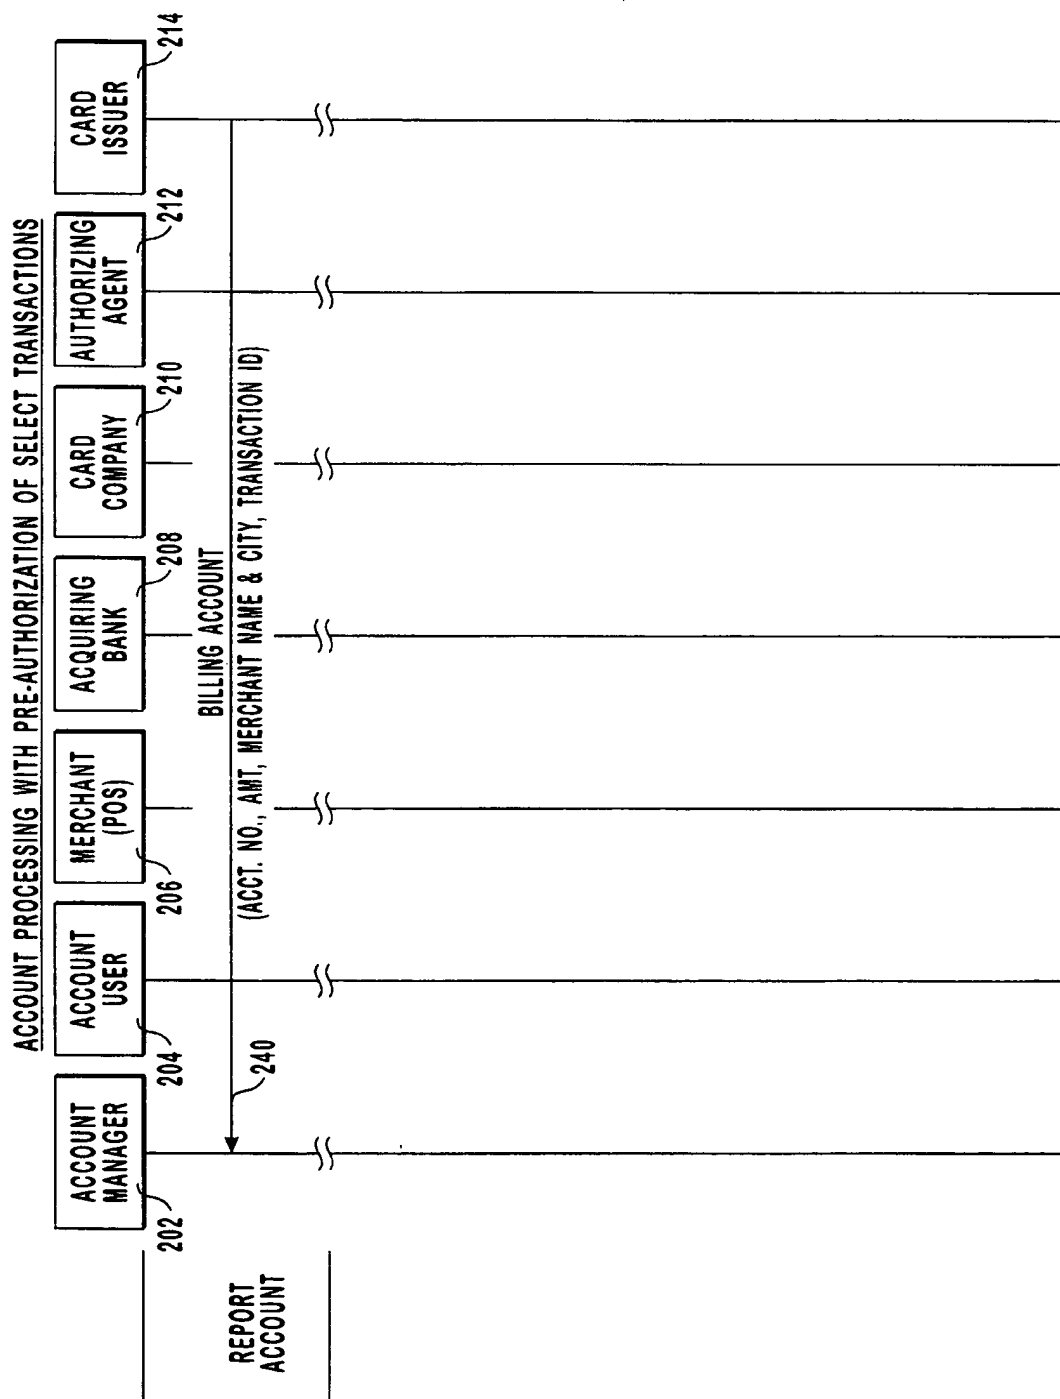 ACCOUNT PROCESSING WITH PRE-AUTHORIZATION OF SELECT TRANSACTIONS
ACCOUNT
MANAGER
202
ACCOUNT
USER
204
MERCHANT
(POS)
206
ACQUIRING
BANK
208
CARD
COMPANY
210
AUTHORIZING
AGENT
212
CARD
ISSUER
214
REPORT
ACCOUNT
BILLING ACCOUNT
(ACCT. NO., AMT, MERCHANT NAME & CITY, TRANSACTION ID)
240